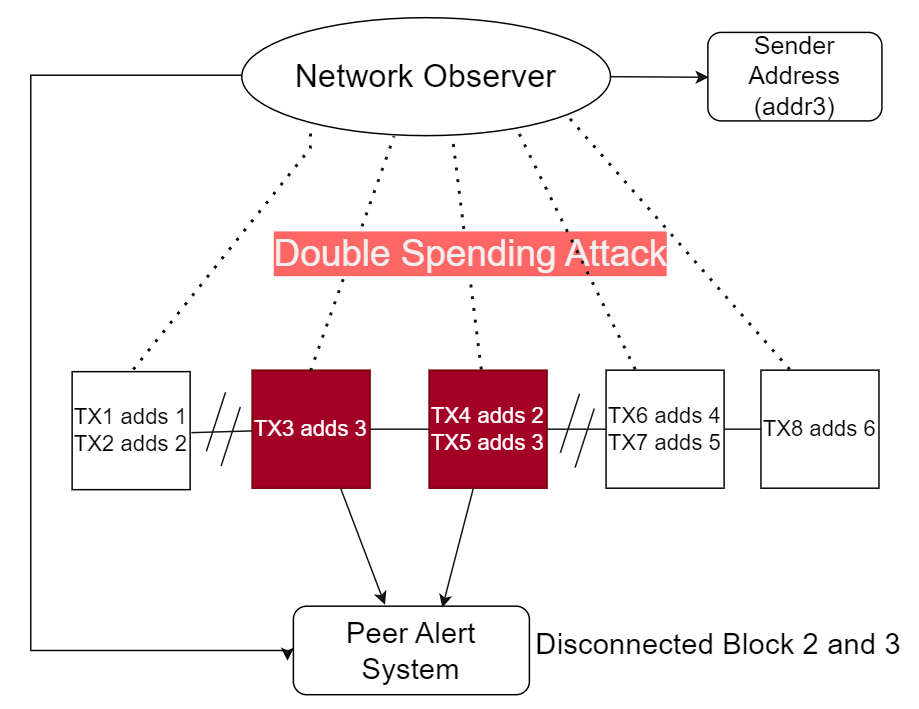 Network Observer
Sender
Address
(addr3)
Double Spending Attack
TX1 adds 1
TX2 adds 2
TX3 adds 3
TX4 adds 2
TX5 adds 3
TX6 adds 4
TX7 adds 5
TX8 adds 6
Peer Alert
System
Disconnected Block 2 and 3